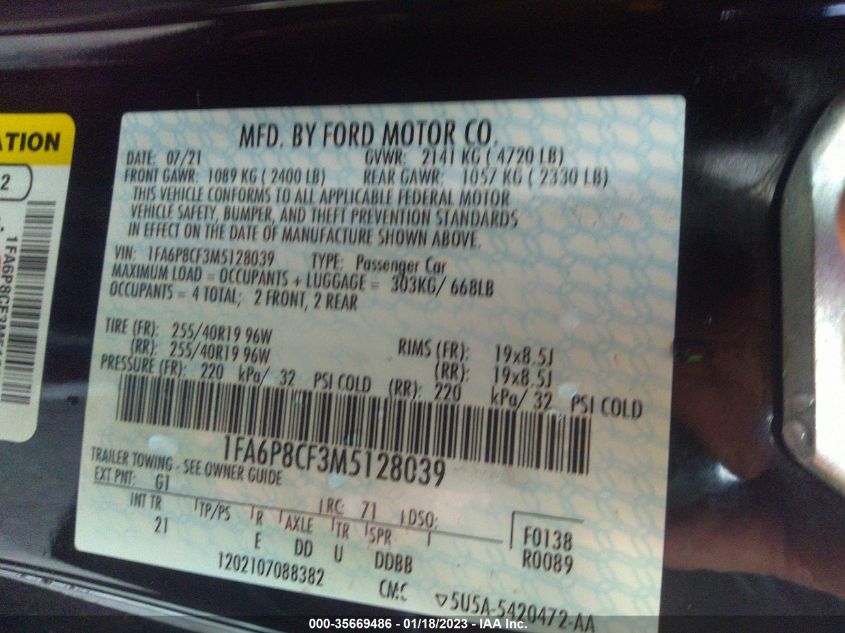 ATION
2
1FA6P8CF3M5
MFD. BY FORD MOTOR CO.
DATE: 07/21 GVWR: 2141 KG ( 4720 LB)
FRONT GAWR: 1089 KG ( 2400 LB) REAR GAWR: 1057 KG ( 2330 LB)
THIS VEHICLE CONFORMS TO ALL APPLICABLE FEDERAL MOTOR
VEHICLE SAFETY, BUMPER, AND THEFT PREVENTION STANDARDS
IN EFFECT ON THE DATE OF MANUFACTURE SHOWN ABOVE.
VIN: 1FA6P8CF3M5128039 TYPE: Passenger Car
MAXIMUM LOAD = OCCUPANTS + LUGGAGE = 303KG/ 668LB
OCCUPANTS = 4 TOTAL; 2 FRONT, 2 REAR
TIRE (FR): 255/40R19 96W RIMS (FR): 19x8.5J
(RR): 255/40R19 96W (RR): 19x8.5J
PRESSURE (FR): 220 kPa/ 32 PSI COLD (RR): 220 kPa/ 32 PSI COLD
1FA6P8CF3M5128039
TRAILER TOWING - SEE OWNER GUIDE
EXT PNT: G1 RC: 71 DSO:
INT TR TP/PS R AXLE TR SPR
21 E DD U DDBB
F0138
R0089
1202107088382 CMC ▽5U5A-5420472-AA
000-35669486 - 01/18/2023 - IAA Inc.